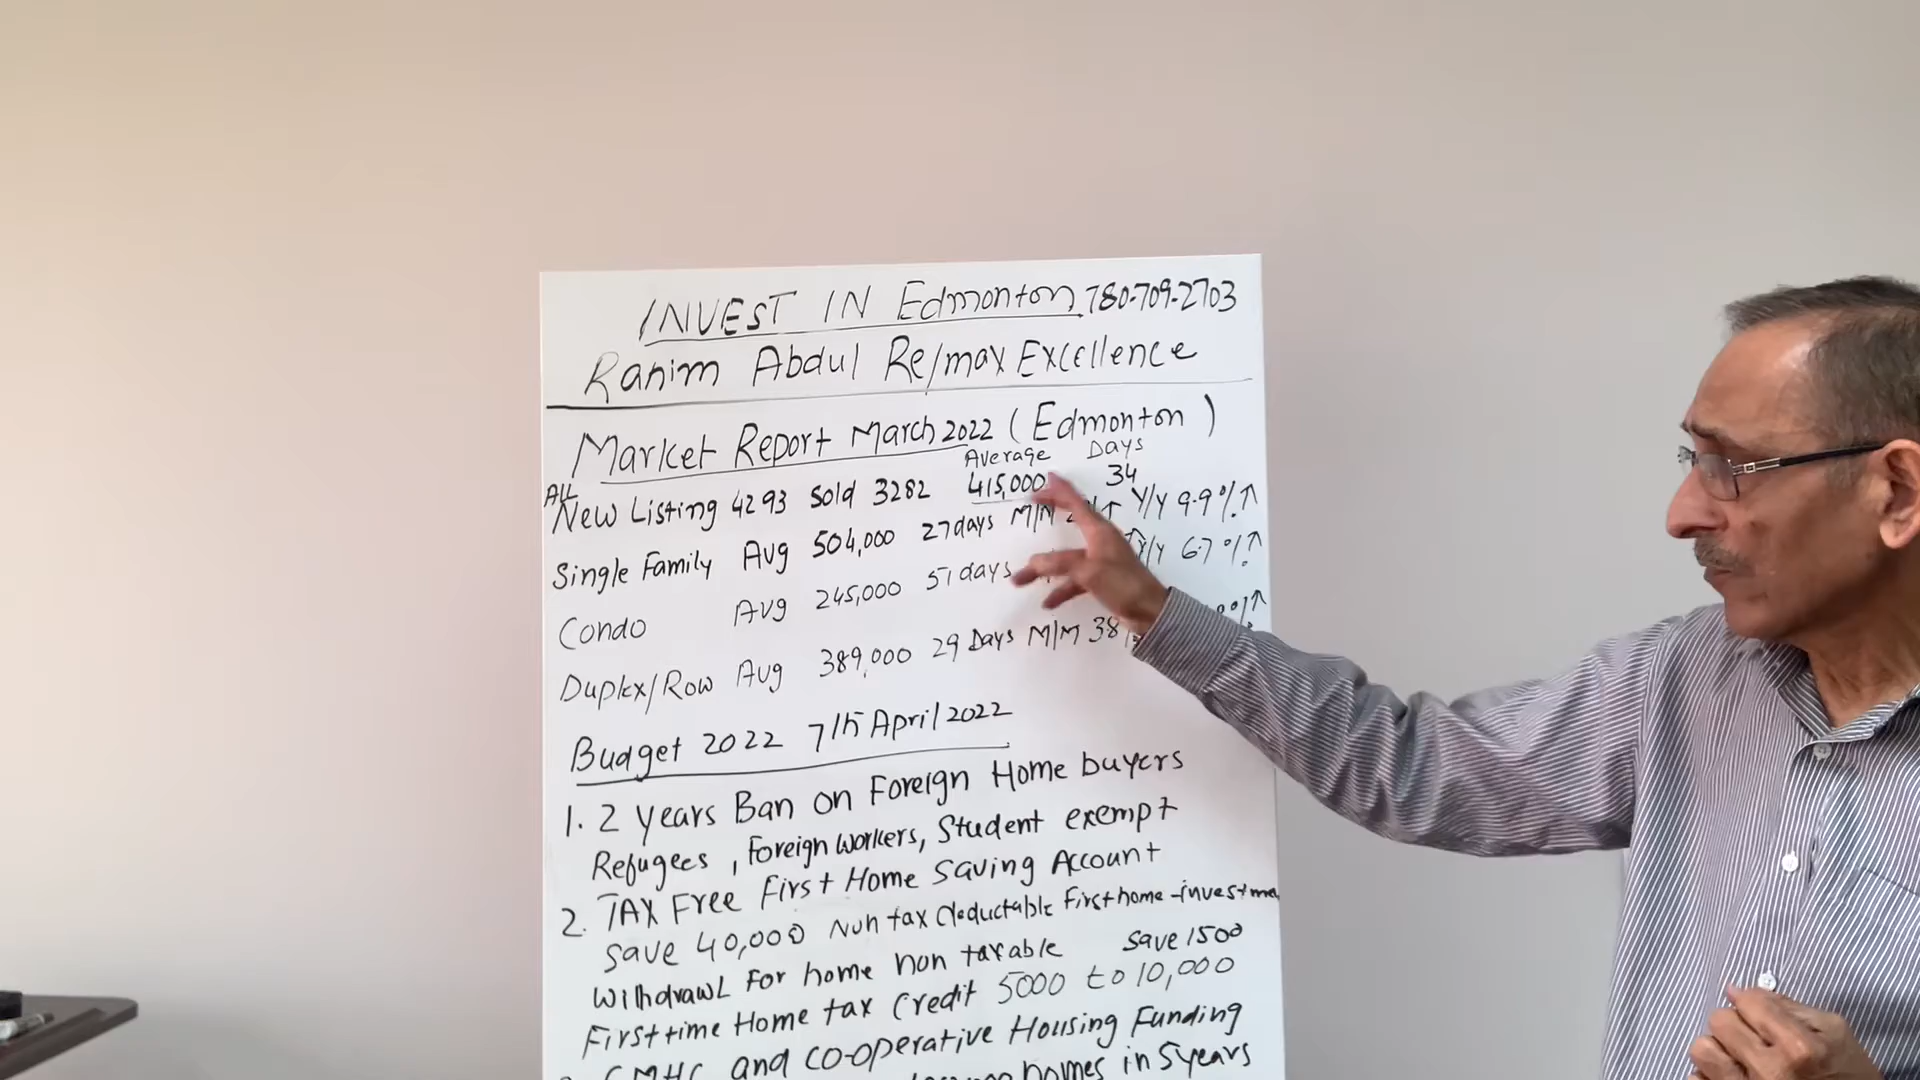 INVEST IN Edmonton 780-709-2703
Ranim Abdul Re/max Excellence
Market Report March 2022 (Edmonton)
Average Days
All New Listing 4293 Sold 3282 415,000 34
Single Family Avg 504,000 27 days M/M Y/Y 9.9%↑
Condo Avg 245,000 51 days Y/Y 6.7%↑
Duplex/Row Avg 389,000 29 Days M/M 38
Budget 2022 7th April 2022
1. 2 years Ban on Foreign Home buyers
Refugees, Foreign workers, Student exempt
2. TAX Free First Home Saving Account
Save 40,000 Nun tax deductable First home -investme
Withdrawl For home non taxable Save 1500
First time Home tax Credit 5000 to 10,000
CMHC and CO-operative Housing Funding
homes in 5 years